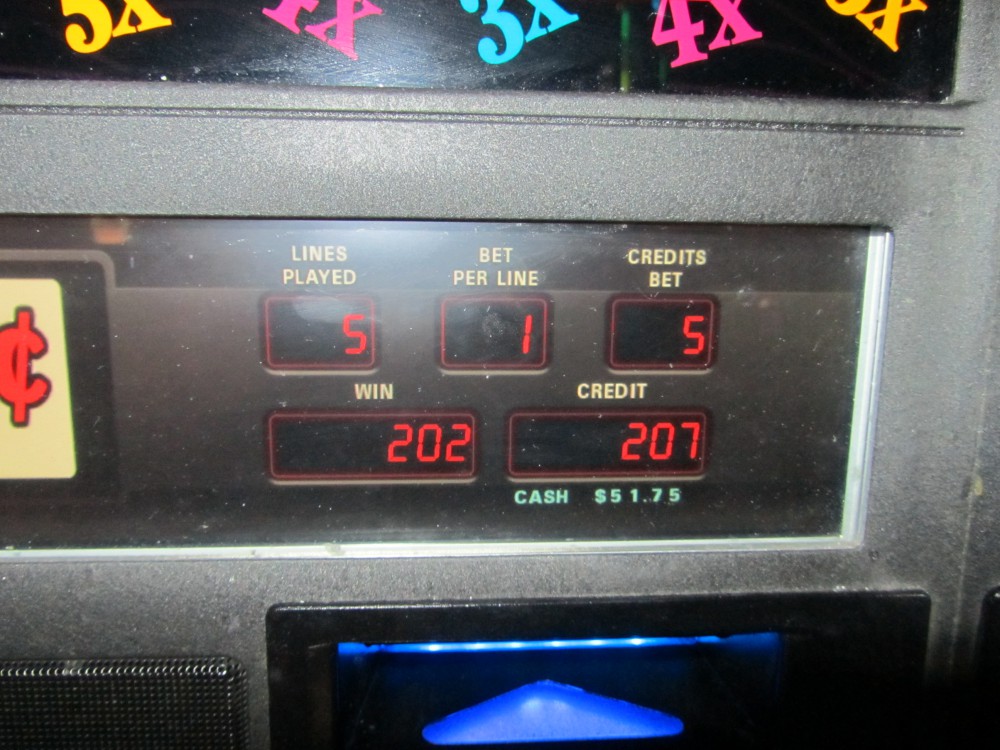 5x 4x 3x 4x 5x
LINES PLAYED
BET PER LINE
CREDITS BET
5 1 5
¢
WIN CREDIT
202 207
CASH $51.75